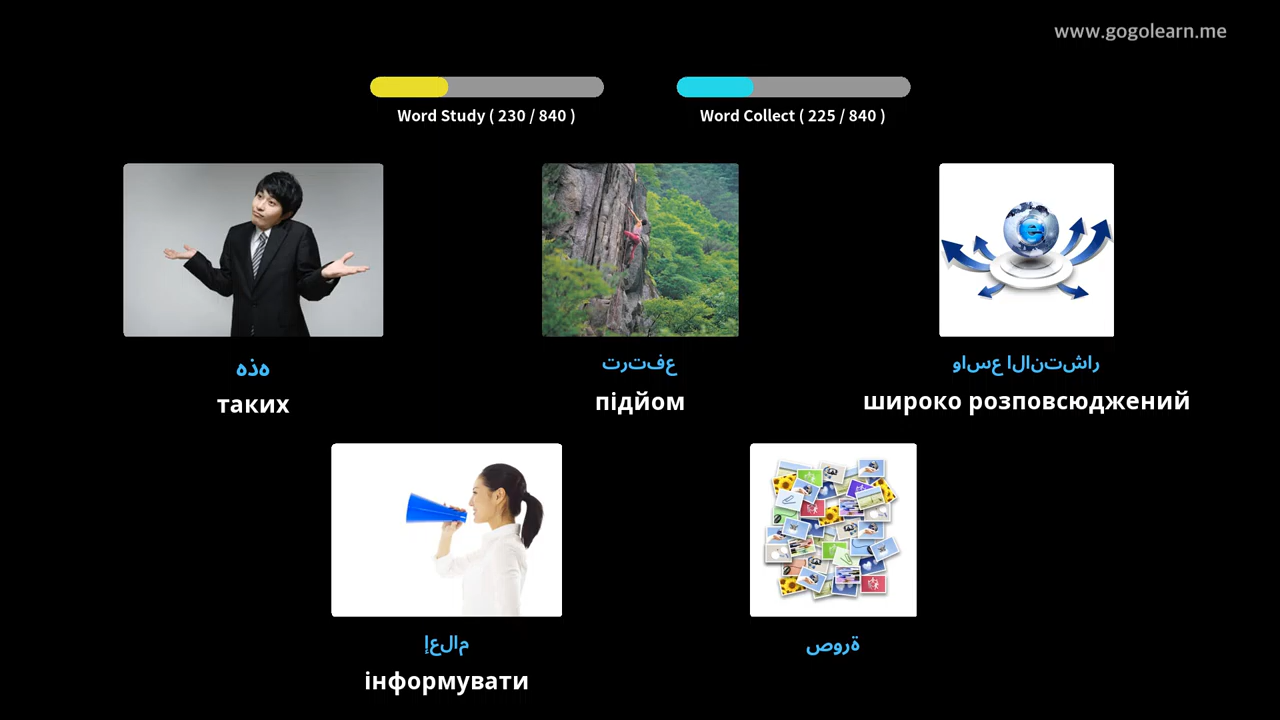 www.gogolearn.me
Word Study ( 230 / 840 )
Word Collect ( 225 / 840 )
هذه
таких
ترتفع
підйом
واسع الانتشار
широко розповсюджений
إعلام
інформувати
صورة